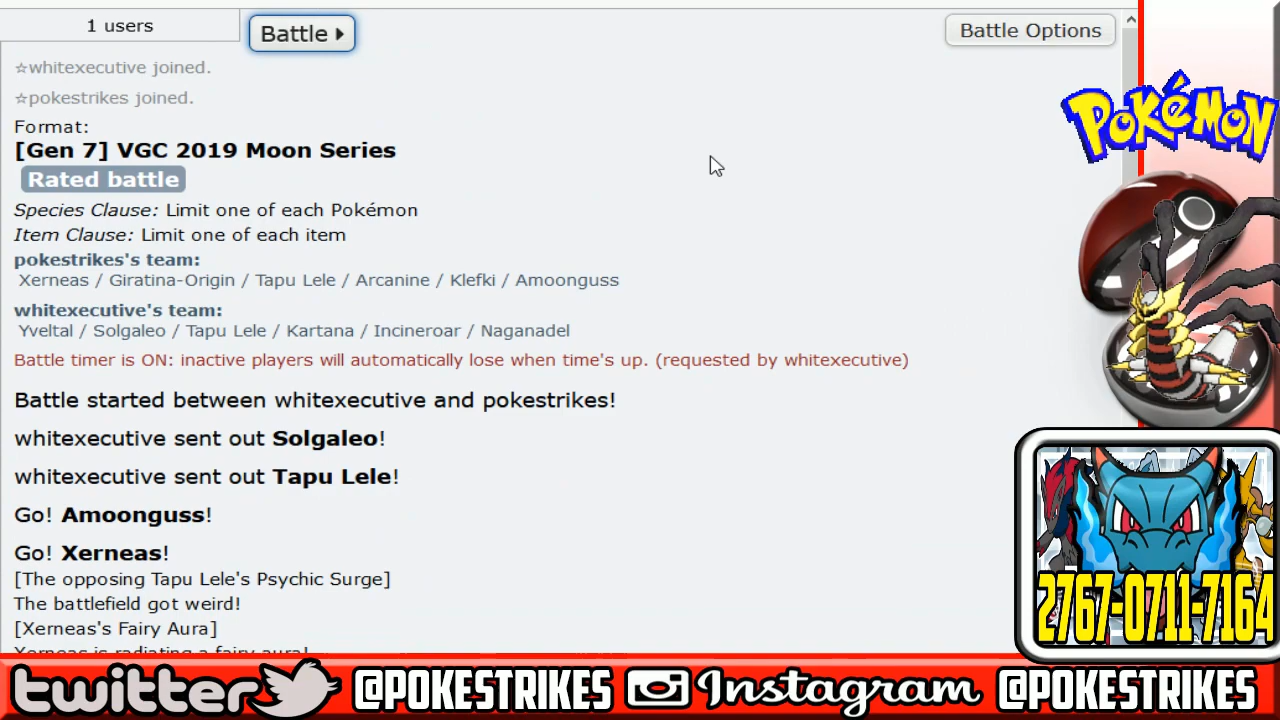 1 users
Battle
Battle Options
☆whitexecutive joined.
☆pokestrikes joined.
Format:
[Gen 7] VGC 2019 Moon Series
Rated battle
Species Clause: Limit one of each Pokémon
Item Clause: Limit one of each item
pokestrikes's team:
Xerneas / Giratina-Origin / Tapu Lele / Arcanine / Klefki / Amoonguss
whitexecutive's team:
Yveltal / Solgaleo / Tapu Lele / Kartana / Incineroar / Naganadel
Battle timer is ON: inactive players will automatically lose when time's up. (requested by whitexecutive)
Battle started between whitexecutive and pokestrikes!
whitexecutive sent out Solgaleo!
whitexecutive sent out Tapu Lele!
Go! Amoonguss!
Go! Xerneas!
[The opposing Tapu Lele's Psychic Surge]
The battlefield got weird!
[Xerneas's Fairy Aura]
Xerneas is radiating a fairy aura!
POKéMON
2767-0711-7164
twitter @POKESTRIKES Instagram @POKESTRIKES